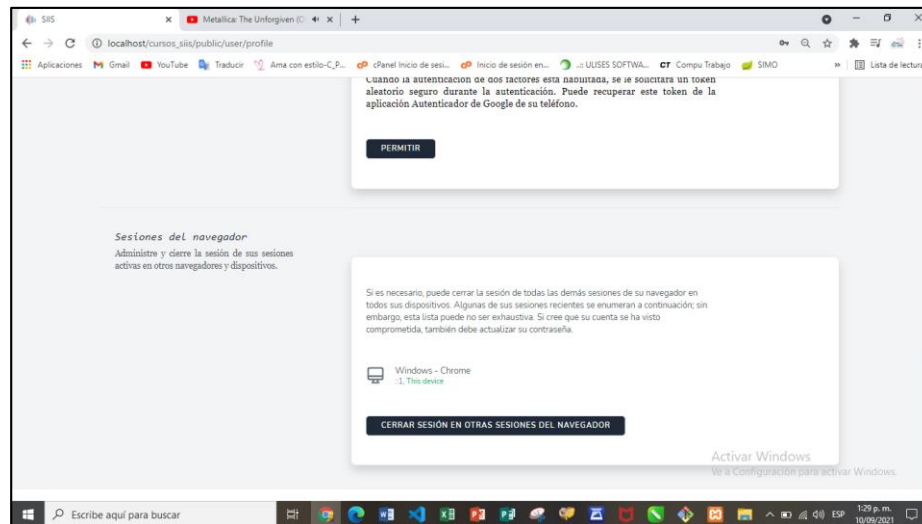 SIIS
Metallica: The Unforgiven (
localhost/cursos_siis/public/user/profile
Aplicaciones Gmail YouTube Traducir Ama con estilo-C_P... cPanel Inicio de sesi... Inicio de sesión en... ..:: ULISES SOFTWA... CT Compu Trabajo SIMO » Lista de lectura
Cuando la autenticación de dos factores está habilitada, se le solicitará un token
aleatorio seguro durante la autenticación. Puede recuperar este token de la
aplicación Autenticador de Google de su teléfono.
PERMITIR
Sesiones del navegador
Administre y cierre la sesión de sus sesiones
activas en otros navegadores y dispositivos.
Si es necesario, puede cerrar la sesión de todas las demás sesiones de su navegador en
todos sus dispositivos. Algunas de sus sesiones recientes se enumeran a continuación; sin
embargo, esta lista puede no ser exhaustiva. Si cree que su cuenta se ha visto
comprometida, también debe actualizar su contraseña.
Windows - Chrome
::1, This device
CERRAR SESIÓN EN OTRAS SESIONES DEL NAVEGADOR
Activar Windows
Ve a Configuración para activar Windows.
Escribe aquí para buscar
ESP
1:29 p. m.
10/09/2021